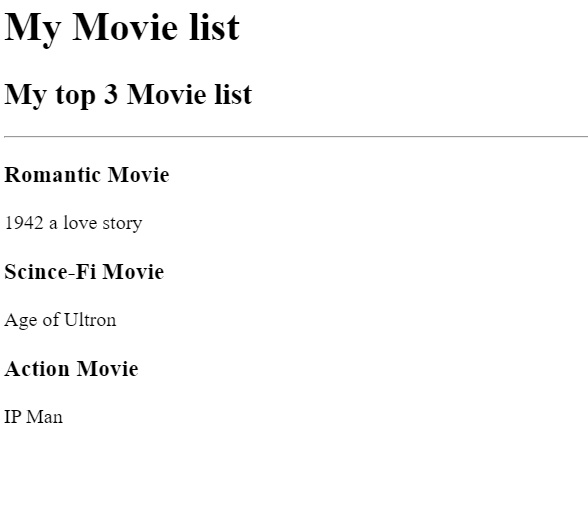 My Movie list
My top 3 Movie list
Romantic Movie
1942 a love story
Scince-Fi Movie
Age of Ultron
Action Movie
IP Man